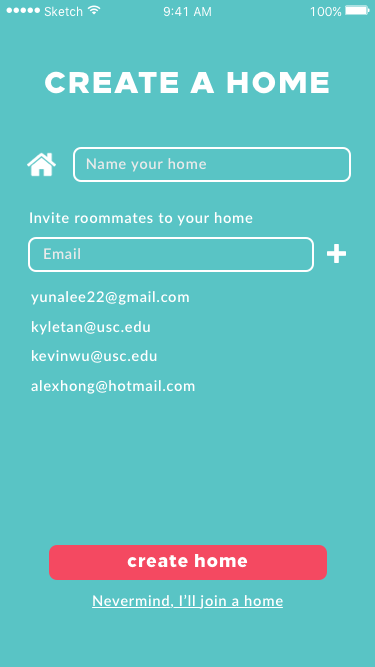 Sketch 9:41 AM 100%
CREATE A HOME
Name your home
Invite roommates to your home
Email
yunalee22@gmail.com
kyletan@usc.edu
kevinwu@usc.edu
alexhong@hotmail.com
create home
Nevermind, I'll join a home